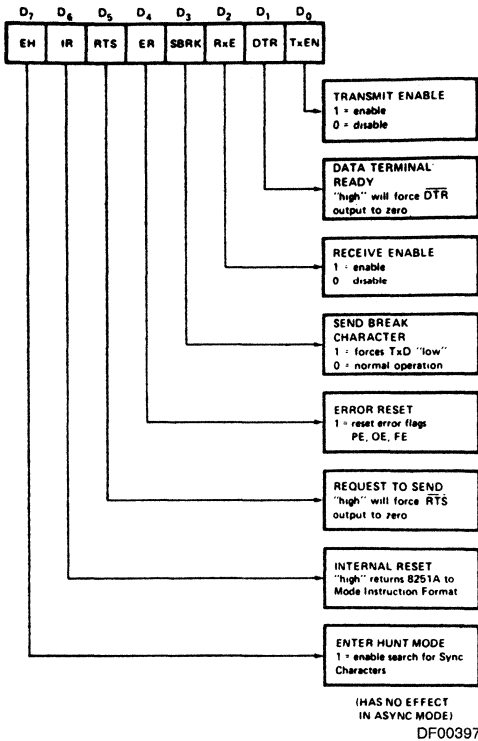 D₇ D₆ D₅ D₄ D₃ D₂ D₁ D₀
EH IR RTS ER SBRK RxE DTR TxEN
TRANSMIT ENABLE
1 = enable
0 = disable
DATA TERMINAL
READY
"high" will force D̅T̅R̅
output to zero
RECEIVE ENABLE
1 = enable
0 disable
SEND BREAK
CHARACTER
1 = forces TxD "low"
0 = normal operation
ERROR RESET
1 = reset error flags
PE, OE, FE
REQUEST TO SEND
"high" will force R̅T̅S̅
output to zero
INTERNAL RESET
"high" returns 8251A to
Mode Instruction Format
ENTER HUNT MODE
1 = enable search for Sync
Characters
(HAS NO EFFECT
IN ASYNC MODE)
DF00397